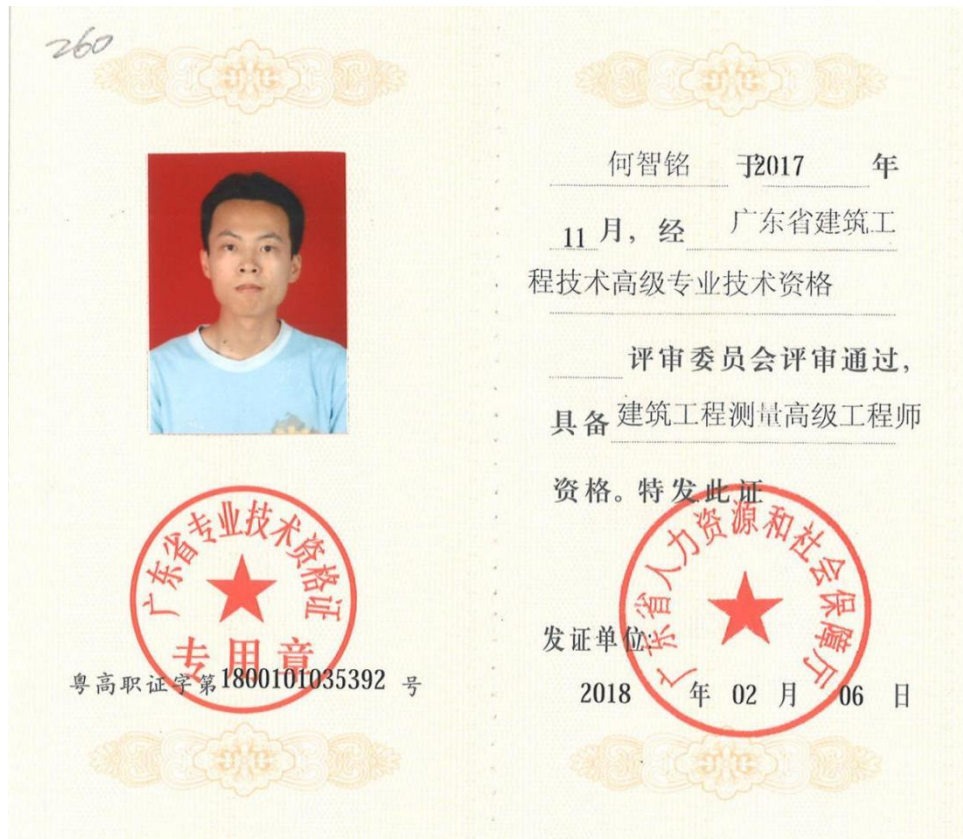 260
广东省专业技术资格证
专用章
粤高职证字第1800101035392 号
何智铭 于2017 年
11 月，经 广东省建筑工
程技术高级专业技术资格
评审委员会评审通过，
具备 建筑工程测量高级工程师
资格。特发此证
广东省人力资源和社会保障厅
发证单位:
2018 年 02 月 06 日